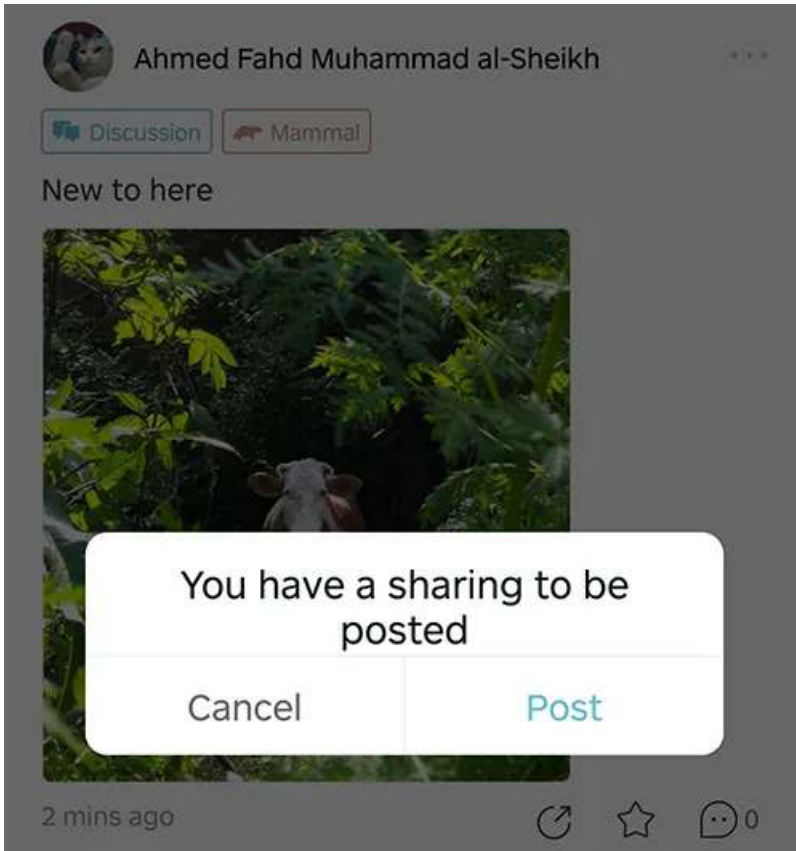 Ahmed Fahd Muhammad al-Sheikh
Discussion Mammal
New to here
You have a sharing to be
posted
Cancel Post
2 mins ago 0